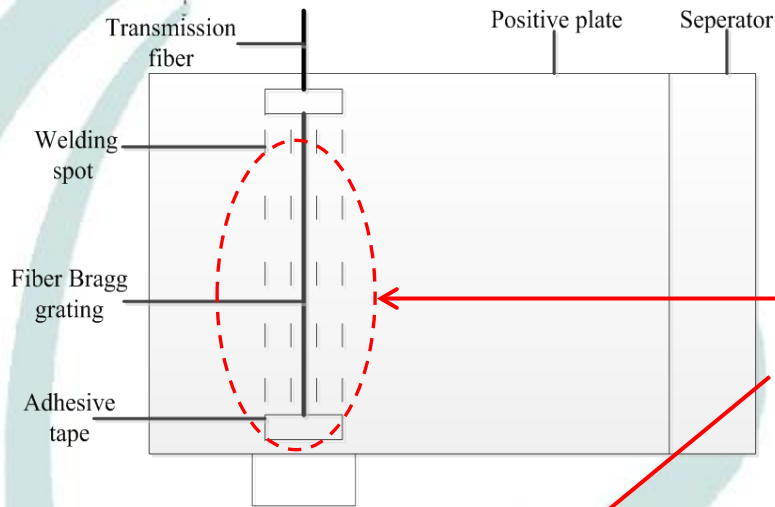 Transmission
fiber
Positive plate
Seperator
Welding
spot
Fiber Bragg
grating
Adhesive
tape